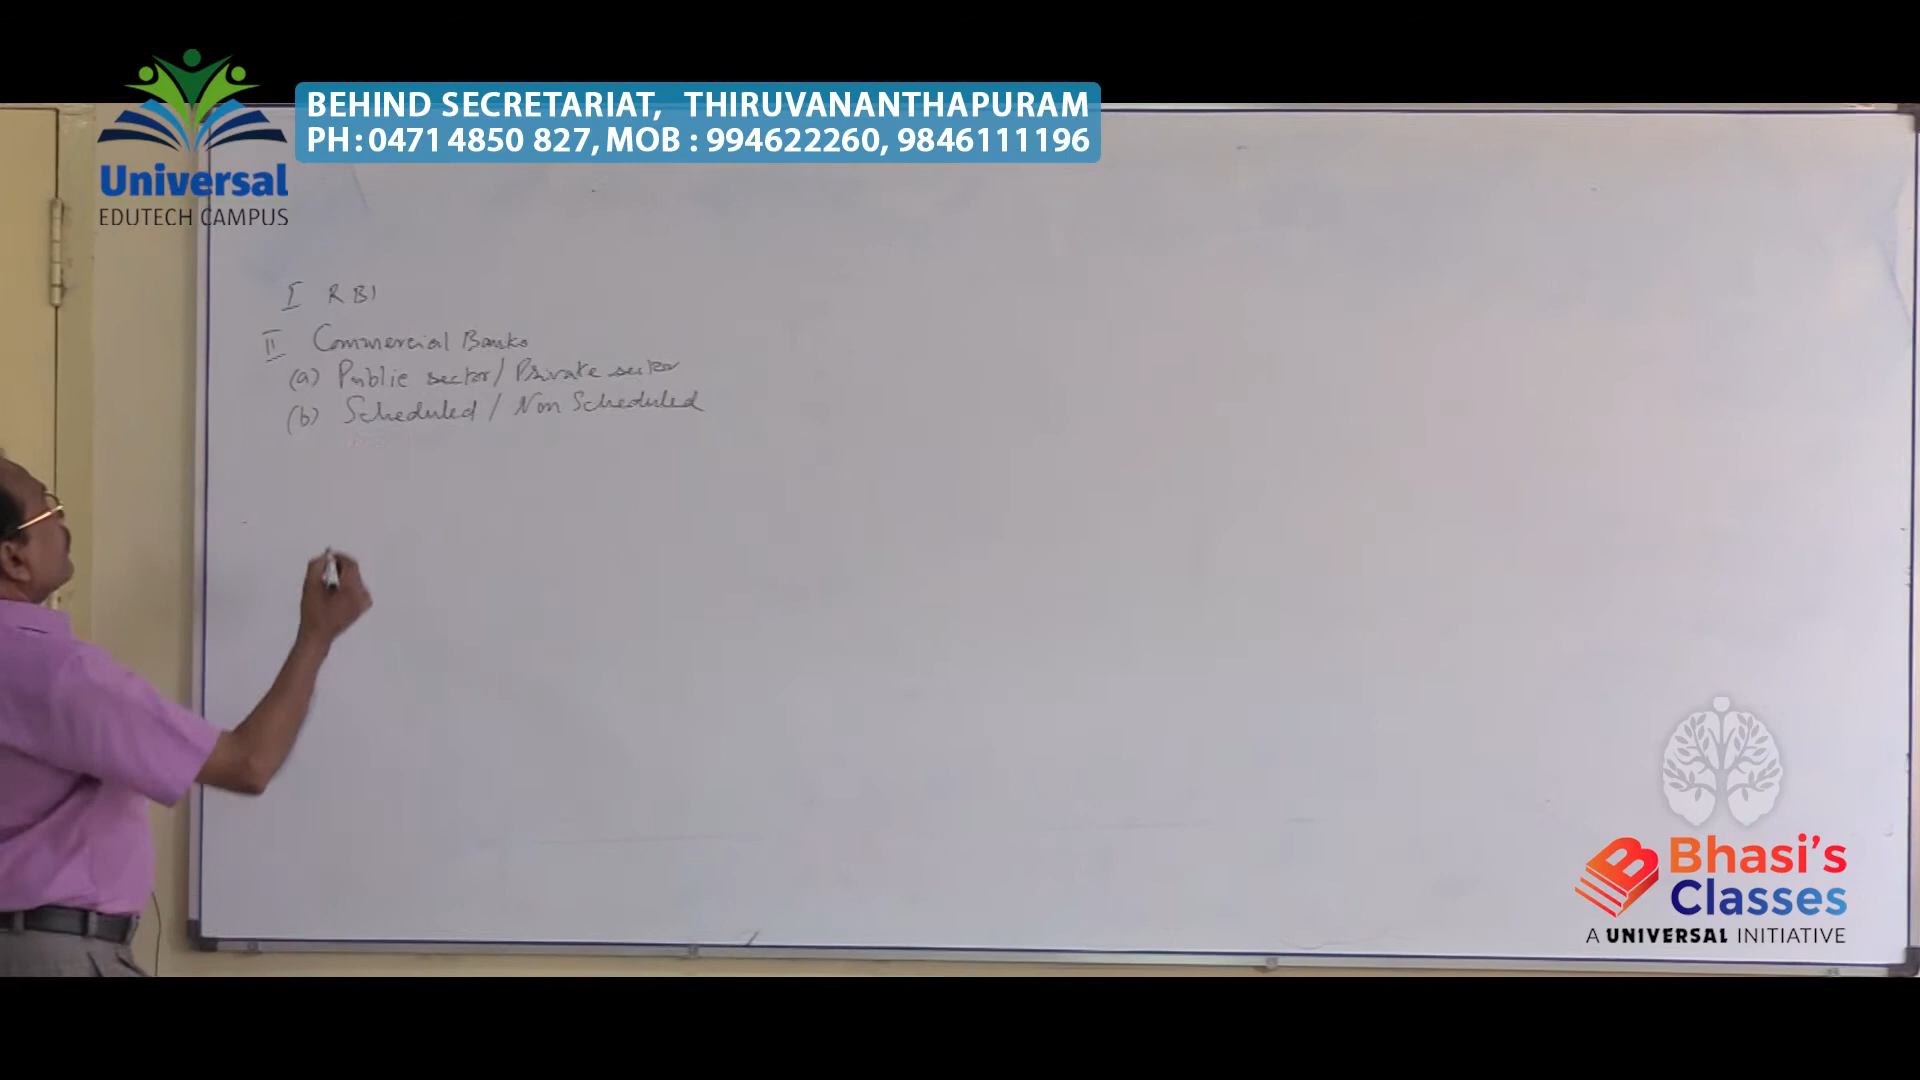 BEHIND SECRETARIAT, THIRUVANANTHAPURAM
PH: 0471 4850 827, MOB : 994622260, 9846111196
Universal
EDUTECH CAMPUS
I RBI
II Commercial Banks
(a) Public sector / Private sector
(b) Scheduled / Non Scheduled
Bhasi's
Classes
A UNIVERSAL INITIATIVE